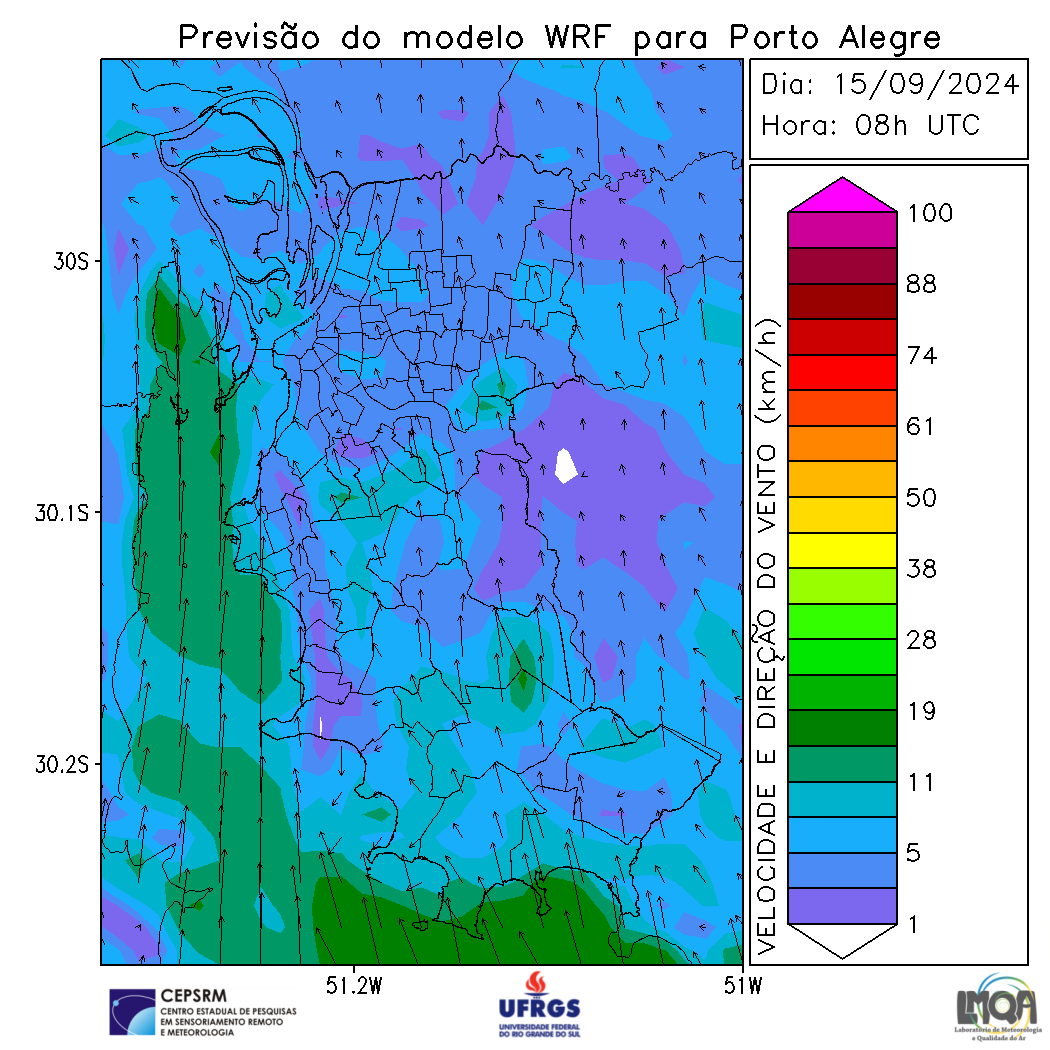 Previsão do modelo WRF para Porto Alegre
Dia: 15/09/2024
Hora: 08h UTC
30S
30.1S
30.2S
51.2W
51W
VELOCIDADE E DIREÇÃO DO VENTO (km/h)
100
88
74
61
50
38
28
19
11
5
1
CEPSRM
CENTRO ESTADUAL DE PESQUISAS
EM SENSORIAMENTO REMOTO
E METEOROLOGIA
UFRGS
UNIVERSIDADE FEDERAL
DO RIO GRANDE DO SUL
LMQA
Laboratório de Meteorologia
e Qualidade do Ar